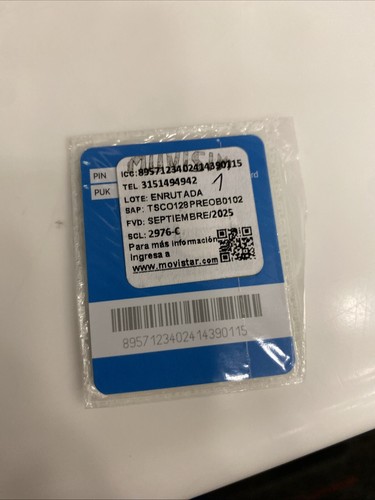 MOVISTAR
PIN
ICC:8957123402414390115
PUK
TEL 3151494942
1
LOTE: ENRUTADA
SAP: TSCO128PREOB0102
FVD: SEPTIEMBRE/2025
SCL: 2976-C
Para más información
ingresa a
www.movistar.com
8957123402414390115